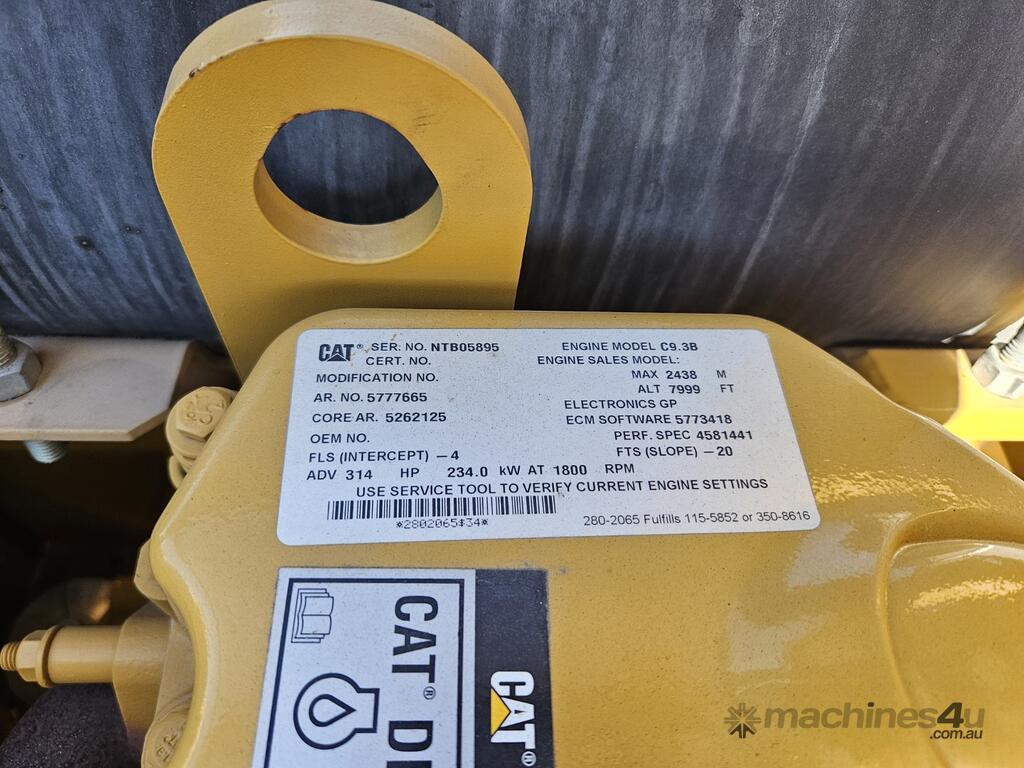 CAT® SER. NO. NTB05895 ENGINE MODEL C9.3B
CERT. NO. ENGINE SALES MODEL:
MODIFICATION NO. MAX 2438 M
AR. NO. 5777665 ALT 7999 FT
CORE AR. 5262125 ELECTRONICS GP
ECM SOFTWARE 5773418
OEM NO. PERF. SPEC 4581441
FLS (INTERCEPT) -4 FTS (SLOPE) -20
ADV 314 HP 234.0 kW AT 1800 RPM
USE SERVICE TOOL TO VERIFY CURRENT ENGINE SETTINGS
*2802065$34*
280-2065 Fulfills 115-5852 or 350-8616
CAT® D
CAT®
machines4u
.com.au